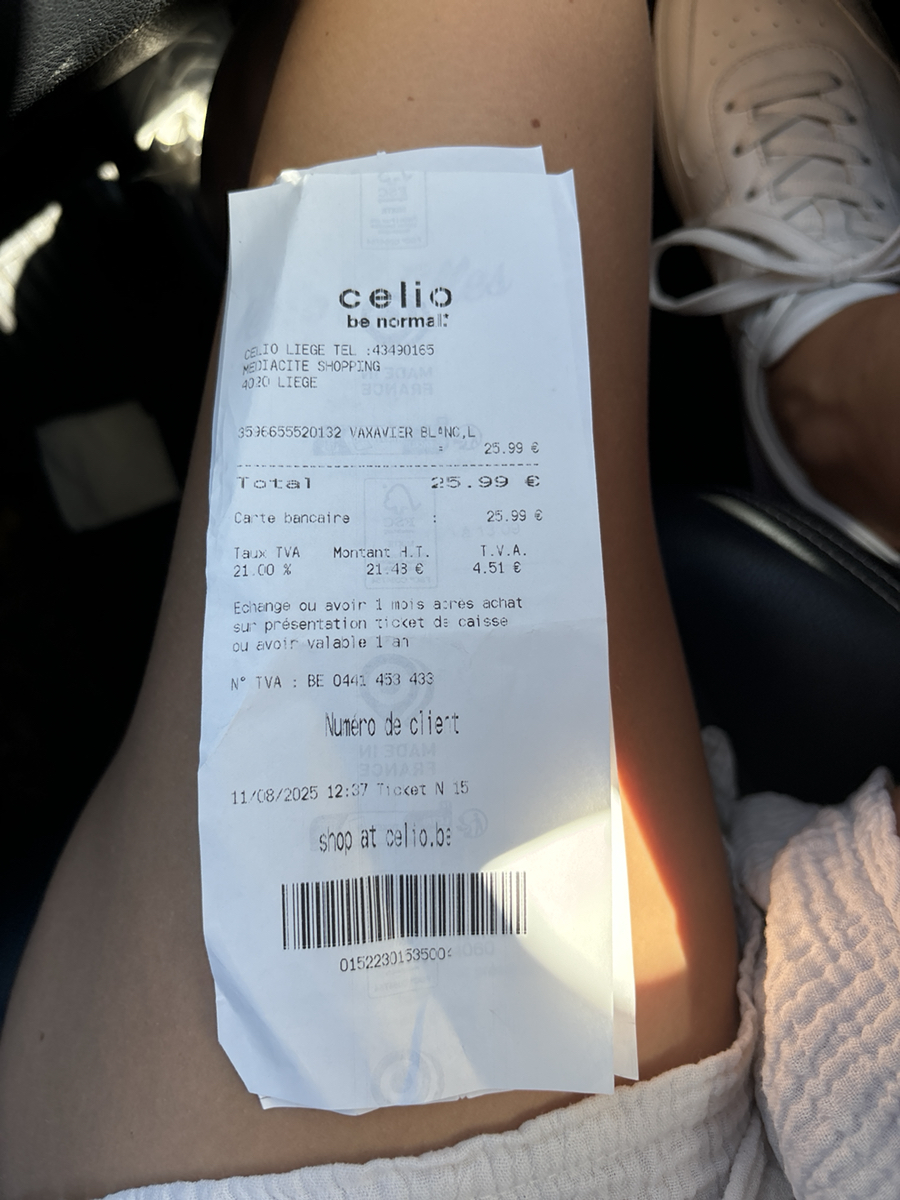 celio
be normal*
CELIO LIEGE TEL :43490165
MEDIACITE SHOPPING
4020 LIEGE
3596655520132 VAXAVIER BLANC,L
: 25.99 €
Total 25.99 €
Carte bancaire : 25.99 €
Taux TVA Montant H.T. T.V.A.
21.00 % 21.48 € 4.51 €
Echange ou avoir 1 mois apres achat
sur présentation ticket de caisse
ou avoir valable 1 an
N° TVA : BE 0441 453 433
Numéro de client
11/08/2025 12:37 Ticket N 15
shop at celio.be
MADE IN
FRANCE